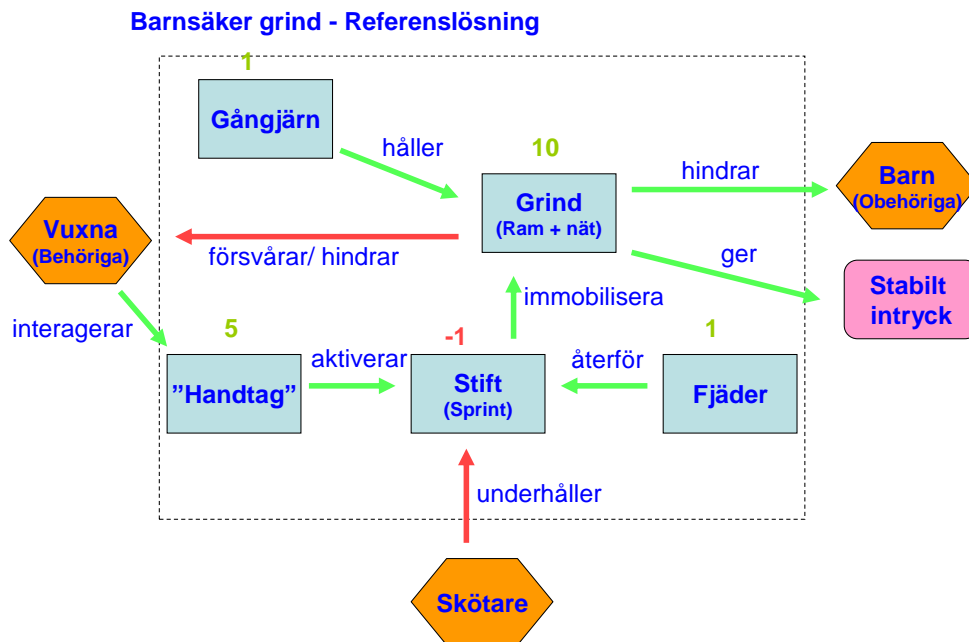 Barnsäker grind - Referenslösning
1
Gångjärn
håller
10
hindrar
Barn
(Obehöriga)
Grind
(Ram + nät)
Vuxna
(Behöriga)
försvårar/ hindrar
ger
Stabilt
intryck
immobilisera
interagerar
5
aktiverar
-1
återför
1
"Handtag"
Stift
(Sprint)
Fjäder
underhåller
Skötare